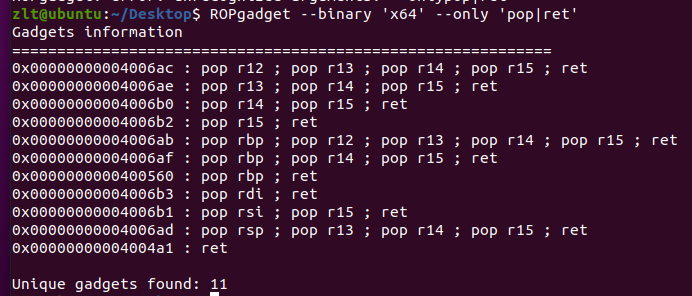 zlt@ubuntu:~/Desktop$ ROPgadget --binary 'x64' --only 'pop|ret'
Gadgets information
============================================================
0x00000000004006ac : pop r12 ; pop r13 ; pop r14 ; pop r15 ; ret
0x00000000004006ae : pop r13 ; pop r14 ; pop r15 ; ret
0x00000000004006b0 : pop r14 ; pop r15 ; ret
0x00000000004006b2 : pop r15 ; ret
0x00000000004006ab : pop rbp ; pop r12 ; pop r13 ; pop r14 ; pop r15 ; ret
0x00000000004006af : pop rbp ; pop r14 ; pop r15 ; ret
0x0000000000400560 : pop rbp ; ret
0x00000000004006b3 : pop rdi ; ret
0x00000000004006b1 : pop rsi ; pop r15 ; ret
0x00000000004006ad : pop rsp ; pop r13 ; pop r14 ; pop r15 ; ret
0x00000000004004a1 : ret
Unique gadgets found: 11